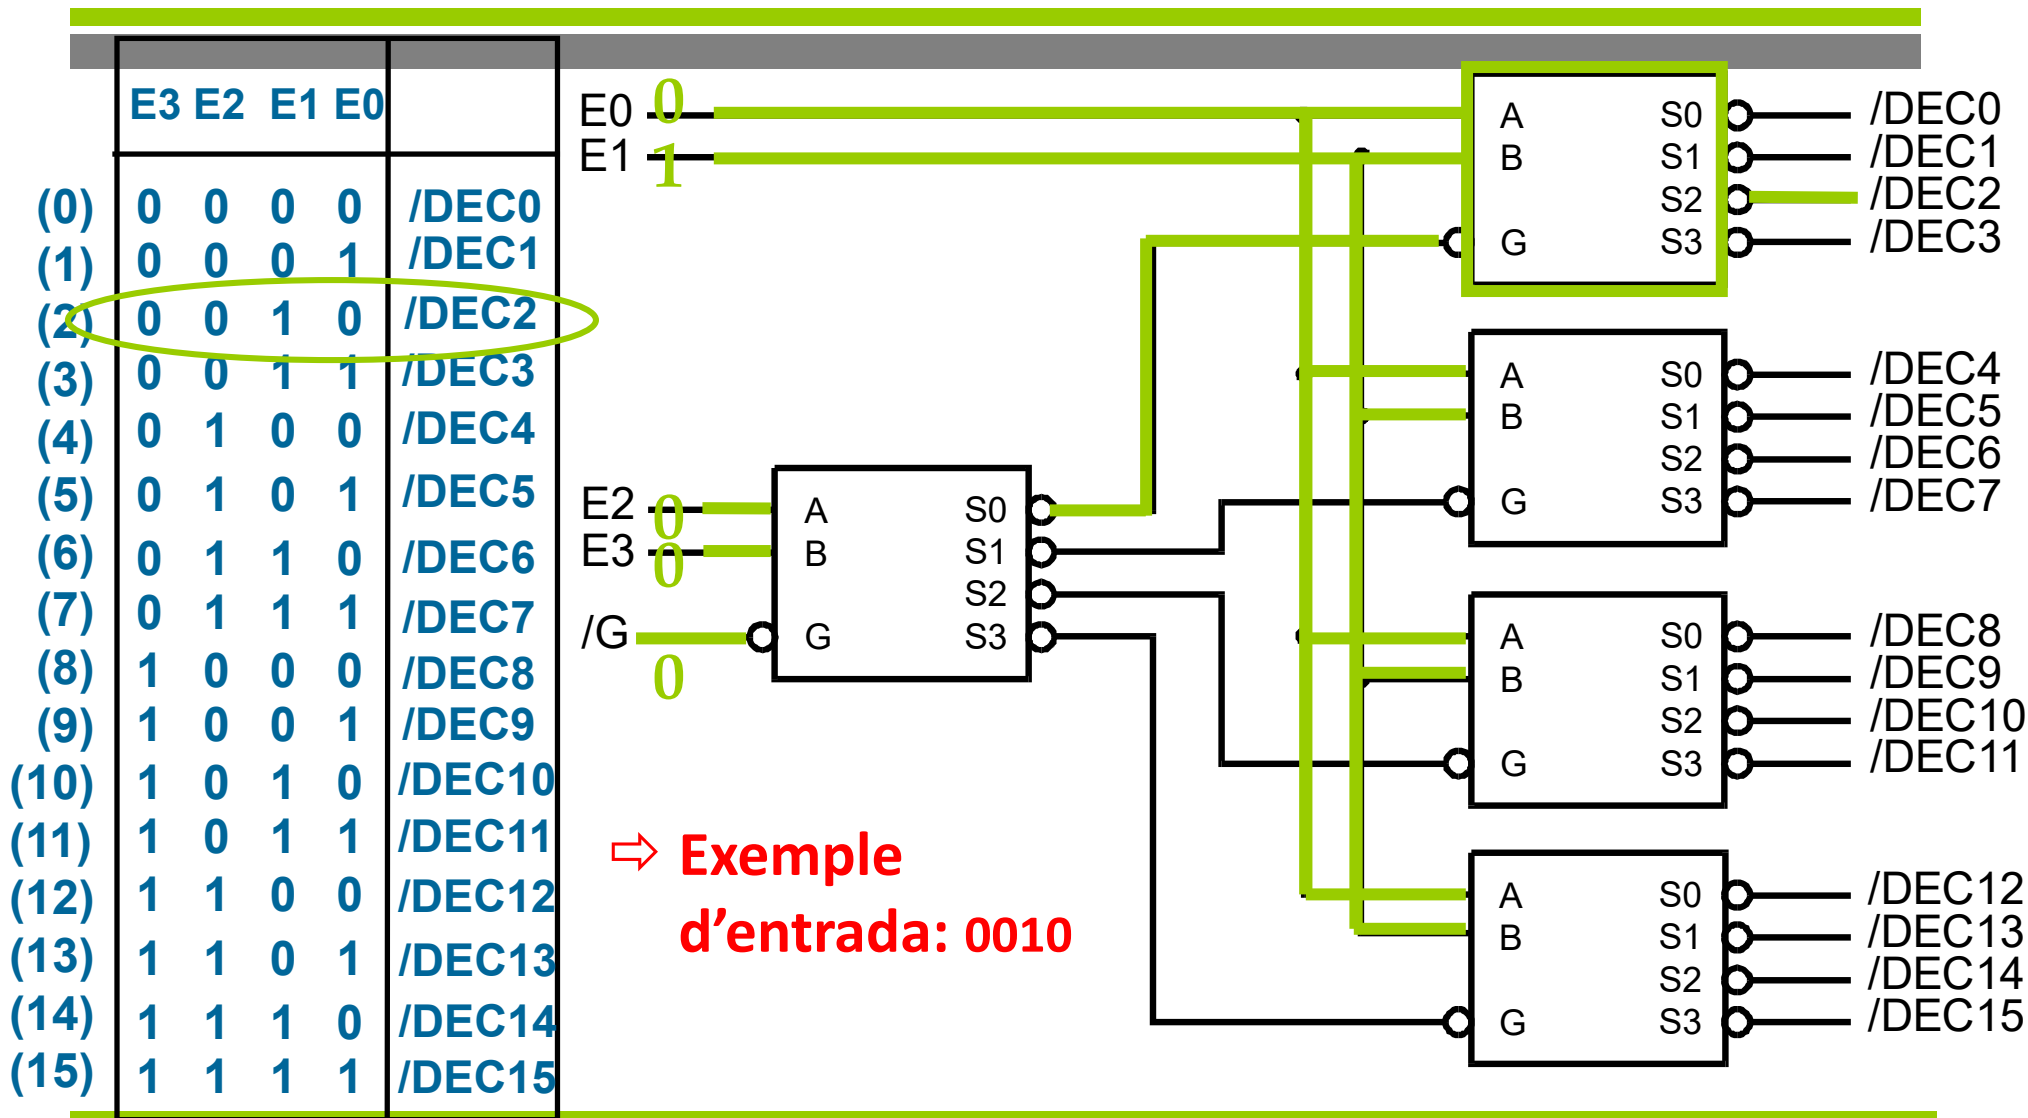 E3 E2 E1 E0
(0) 0 0 0 0 /DEC0
(1) 0 0 0 1 /DEC1
(2) 0 0 1 0 /DEC2
(3) 0 0 1 1 /DEC3
(4) 0 1 0 0 /DEC4
(5) 0 1 0 1 /DEC5
(6) 0 1 1 0 /DEC6
(7) 0 1 1 1 /DEC7
(8) 1 0 0 0 /DEC8
(9) 1 0 0 1 /DEC9
(10) 1 0 1 0 /DEC10
(11) 1 0 1 1 /DEC11
(12) 1 1 0 0 /DEC12
(13) 1 1 0 1 /DEC13
(14) 1 1 1 0 /DEC14
(15) 1 1 1 1 /DEC15
E0 0
E1 1
E2 0
E3 0
/G 0
A S0
B S1
S2
G S3
⇨ Exemple
d’entrada: 0010
A S0 /DEC0
B S1 /DEC1
S2 /DEC2
G S3 /DEC3
A S0 /DEC4
B S1 /DEC5
S2 /DEC6
G S3 /DEC7
A S0 /DEC8
B S1 /DEC9
S2 /DEC10
G S3 /DEC11
A S0 /DEC12
B S1 /DEC13
S2 /DEC14
G S3 /DEC15